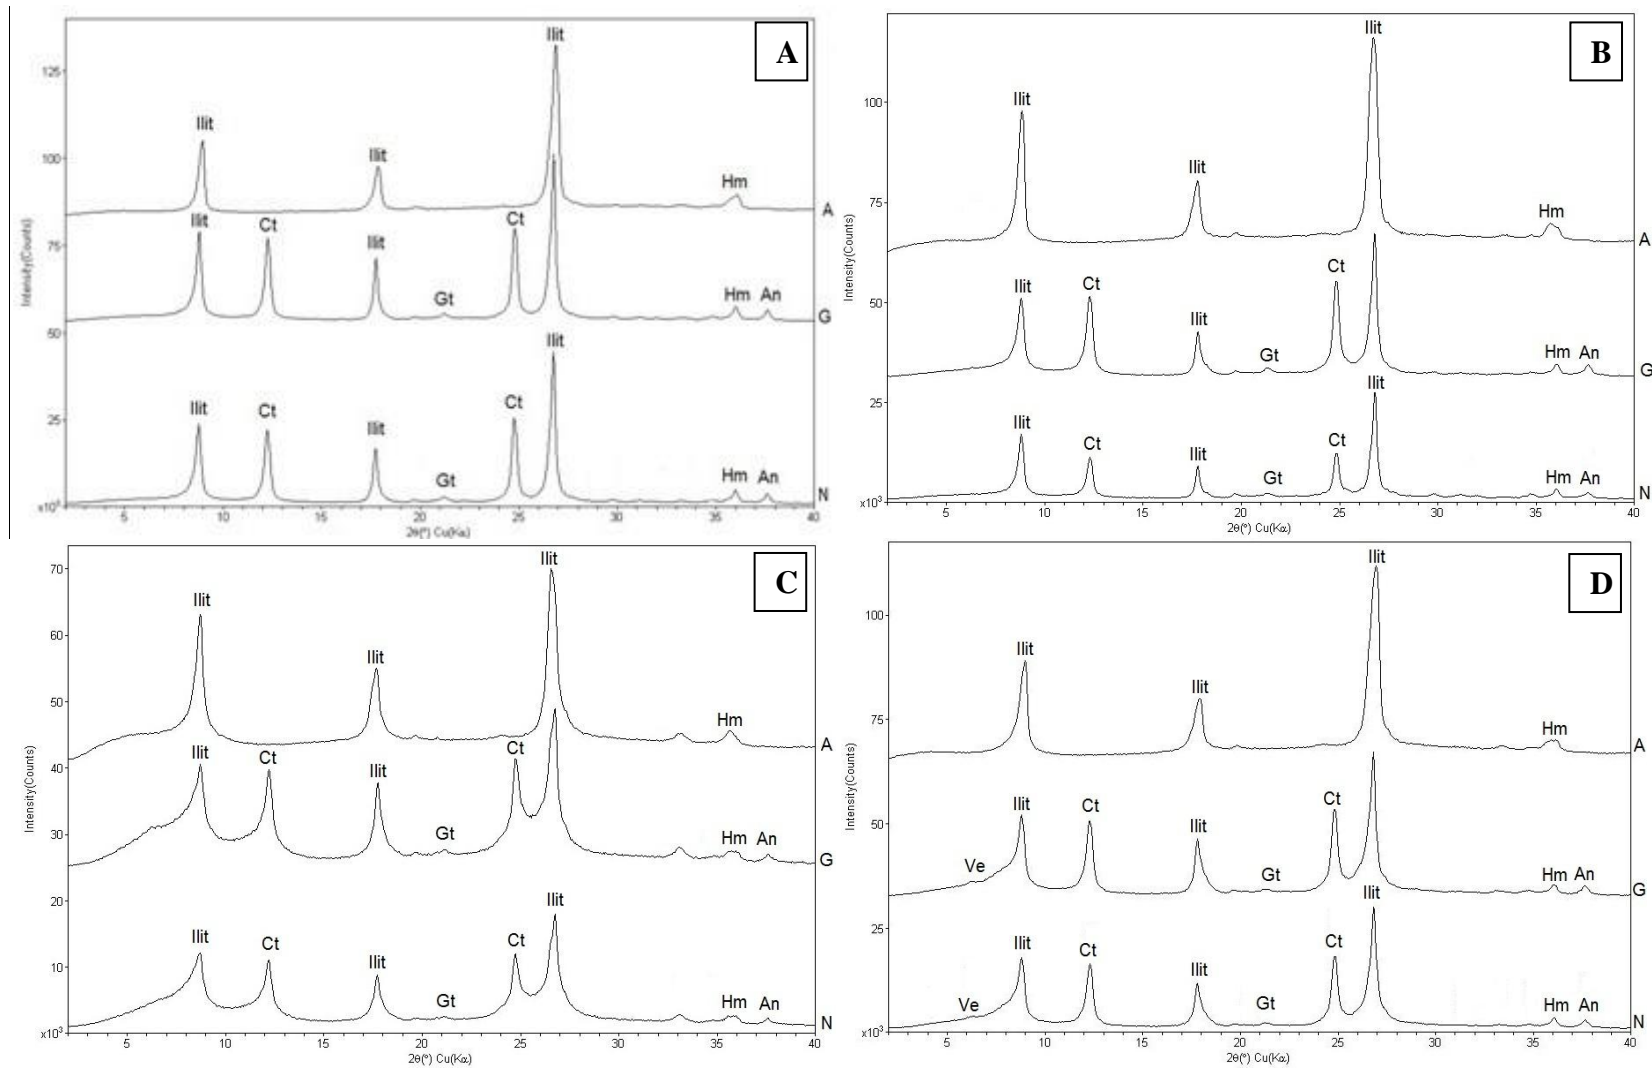 A
Ilit
Ilit Ilit Hm A
Ilit Ct Ilit Gt Ct Hm An G
Ilit
Ilit Ct Ilit Gt Ct Hm An N
125
100
75
50
25
x10³
Intensity(Counts)
5 10 15 20 25 30 35 40
2θ(°) Cu(Kα)
B
Ilit
Ilit Ilit Hm A
Ilit Ct Ilit Gt Ct Hm An G
Ilit
Ilit Ct Ilit Gt Ct Hm An N
100
75
50
25
x10³
Intensity(Counts)
5 10 15 20 25 30 35 40
2θ(°) Cu(Kα)
C
Ilit
Ilit Ilit Hm A
Ilit Ct Ilit Gt Ct Hm An G
Ilit
Ilit Ct Ilit Gt Ct Hm An N
70
60
50
40
30
20
10
x10³
Intensity(Counts)
5 10 15 20 25 30 35 40
2θ(°) Cu(Kα)
D
Ilit
Ilit Ilit Hm A
Ve Ilit Ct Ilit Gt Ct Hm An G
Ilit
Ve Ilit Ct Ilit Gt Ct Hm An N
100
75
50
25
x10³
Intensity(Counts)
5 10 15 20 25 30 35 40
2θ(°) Cu(Kα)